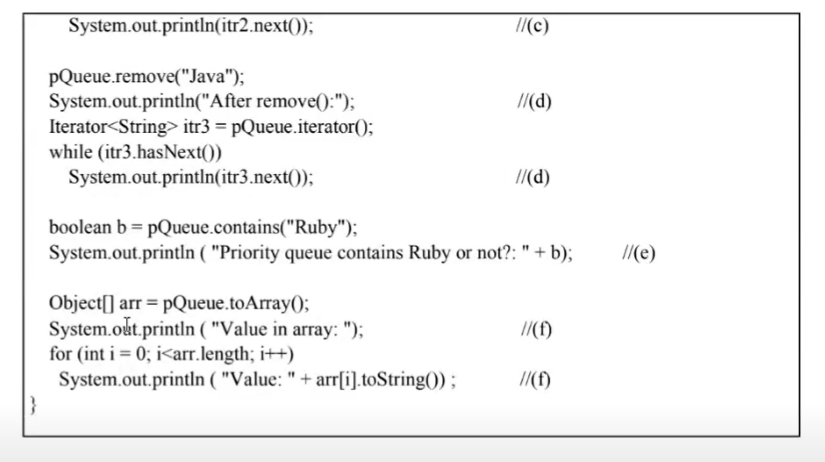 System.out.println(itr2.next()); //(c)
pQueue.remove("Java");
System.out.println("After remove():"); //(d)
Iterator<String> itr3 = pQueue.iterator();
while (itr3.hasNext())
System.out.println(itr3.next()); //(d)
boolean b = pQueue.contains("Ruby");
System.out.println ( "Priority queue contains Ruby or not?: " + b); //(e)
Object[] arr = pQueue.toArray();
System.out.println ( "Value in array: "); //(f)
for (int i = 0; i<arr.length; i++)
System.out.println ( "Value: " + arr[i].toString()) ; //(f)
}